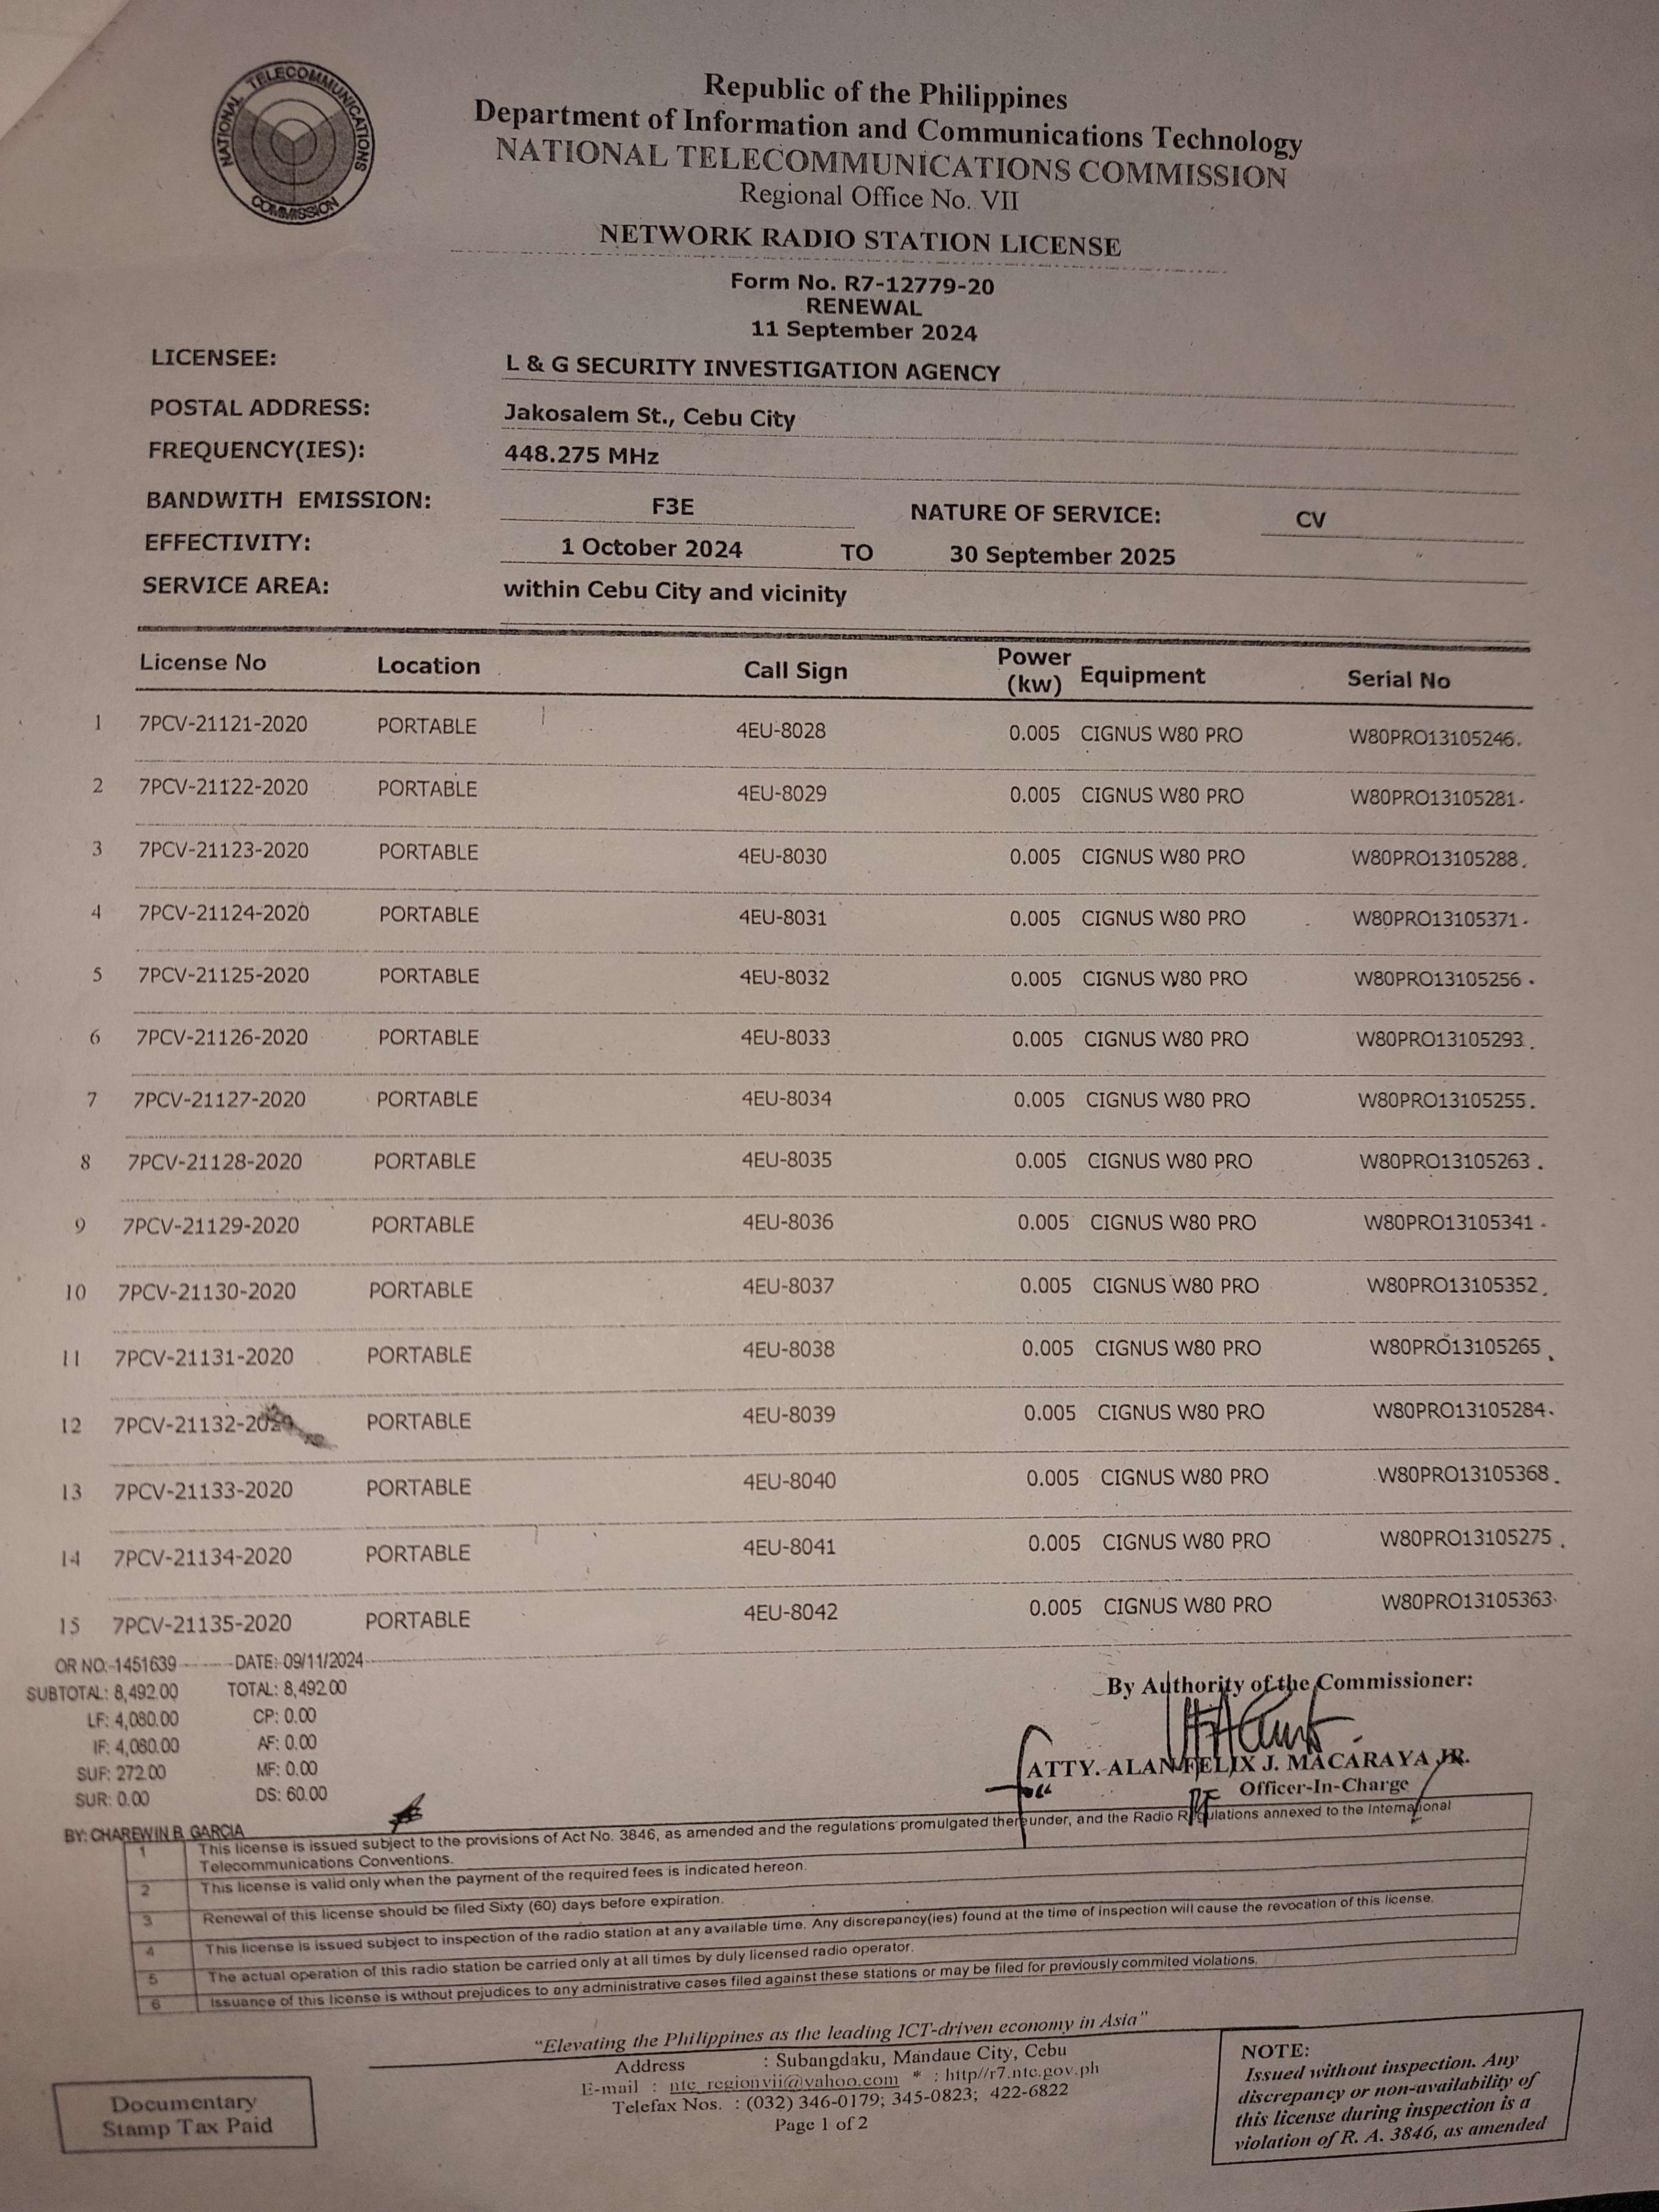 NATIONAL TELECOMMUNICATIONS COMMISSION
Republic of the Philippines
Department of Information and Communications Technology
NATIONAL TELECOMMUNICATIONS COMMISSION
Regional Office No. VII
NETWORK RADIO STATION LICENSE
Form No. R7-12779-20
RENEWAL
11 September 2024
LICENSEE: L & G SECURITY INVESTIGATION AGENCY
POSTAL ADDRESS: Jakosalem St., Cebu City
FREQUENCY(IES): 448.275 MHz
BANDWITH EMISSION: F3E NATURE OF SERVICE: CV
EFFECTIVITY: 1 October 2024 TO 30 September 2025
SERVICE AREA: within Cebu City and vicinity
License No Location Call Sign Power (kw) Equipment Serial No
1 7PCV-21121-2020 PORTABLE 4EU-8028 0.005 CIGNUS W80 PRO W80PRO13105246.
2 7PCV-21122-2020 PORTABLE 4EU-8029 0.005 CIGNUS W80 PRO W80PRO13105281.
3 7PCV-21123-2020 PORTABLE 4EU-8030 0.005 CIGNUS W80 PRO W80PRO13105288.
4 7PCV-21124-2020 PORTABLE 4EU-8031 0.005 CIGNUS W80 PRO W80PRO13105371.
5 7PCV-21125-2020 PORTABLE 4EU-8032 0.005 CIGNUS W80 PRO W80PRO13105256.
6 7PCV-21126-2020 PORTABLE 4EU-8033 0.005 CIGNUS W80 PRO W80PRO13105293.
7 7PCV-21127-2020 PORTABLE 4EU-8034 0.005 CIGNUS W80 PRO W80PRO13105255.
8 7PCV-21128-2020 PORTABLE 4EU-8035 0.005 CIGNUS W80 PRO W80PRO13105263.
9 7PCV-21129-2020 PORTABLE 4EU-8036 0.005 CIGNUS W80 PRO W80PRO13105341.
10 7PCV-21130-2020 PORTABLE 4EU-8037 0.005 CIGNUS W80 PRO W80PRO13105352.
11 7PCV-21131-2020 PORTABLE 4EU-8038 0.005 CIGNUS W80 PRO W80PRO13105265.
12 7PCV-21132-2020 PORTABLE 4EU-8039 0.005 CIGNUS W80 PRO W80PRO13105284.
13 7PCV-21133-2020 PORTABLE 4EU-8040 0.005 CIGNUS W80 PRO W80PRO13105368.
14 7PCV-21134-2020 PORTABLE 4EU-8041 0.005 CIGNUS W80 PRO W80PRO13105275.
15 7PCV-21135-2020 PORTABLE 4EU-8042 0.005 CIGNUS W80 PRO W80PRO13105363.
OR NO: 1451639 DATE: 09/11/2024
SUBTOTAL: 8,492.00 TOTAL: 8,492.00
LF: 4,080.00 CP: 0.00
IF: 4,080.00 AF: 0.00
SUF: 272.00 MF: 0.00
SUR: 0.00 DS: 60.00
BY: CHAREWIN B. GARCIA
By Authority of the Commissioner:
ATTY. ALAN FELIX J. MACARAYA JR.
Officer-In-Charge
1 This license is issued subject to the provisions of Act No. 3846, as amended and the regulations promulgated thereunder, and the Radio Regulations annexed to the International
Telecommunications Conventions.
2 This license is valid only when the payment of the required fees is indicated hereon.
3 Renewal of this license should be filed Sixty (60) days before expiration.
4 This license is issued subject to inspection of the radio station at any available time. Any discrepancy(ies) found at the time of inspection will cause the revocation of this license.
5 The actual operation of this radio station be carried only at all times by duly licensed radio operator.
6 Issuance of this license is without prejudices to any administrative cases filed against these stations or may be filed for previously commited violations.
"Elevating the Philippines as the leading ICT-driven economy in Asia"
Address : Subangdaku, Mandaue City, Cebu
E-mail : ntc_regionvii@yahoo.com * : http//r7.ntc.gov.ph
Telefax Nos. : (032) 346-0179; 345-0823; 422-6822
Page 1 of 2
Documentary
Stamp Tax Paid
NOTE:
Issued without inspection. Any
discrepancy or non-availability of
this license during inspection is a
violation of R. A. 3846, as amended